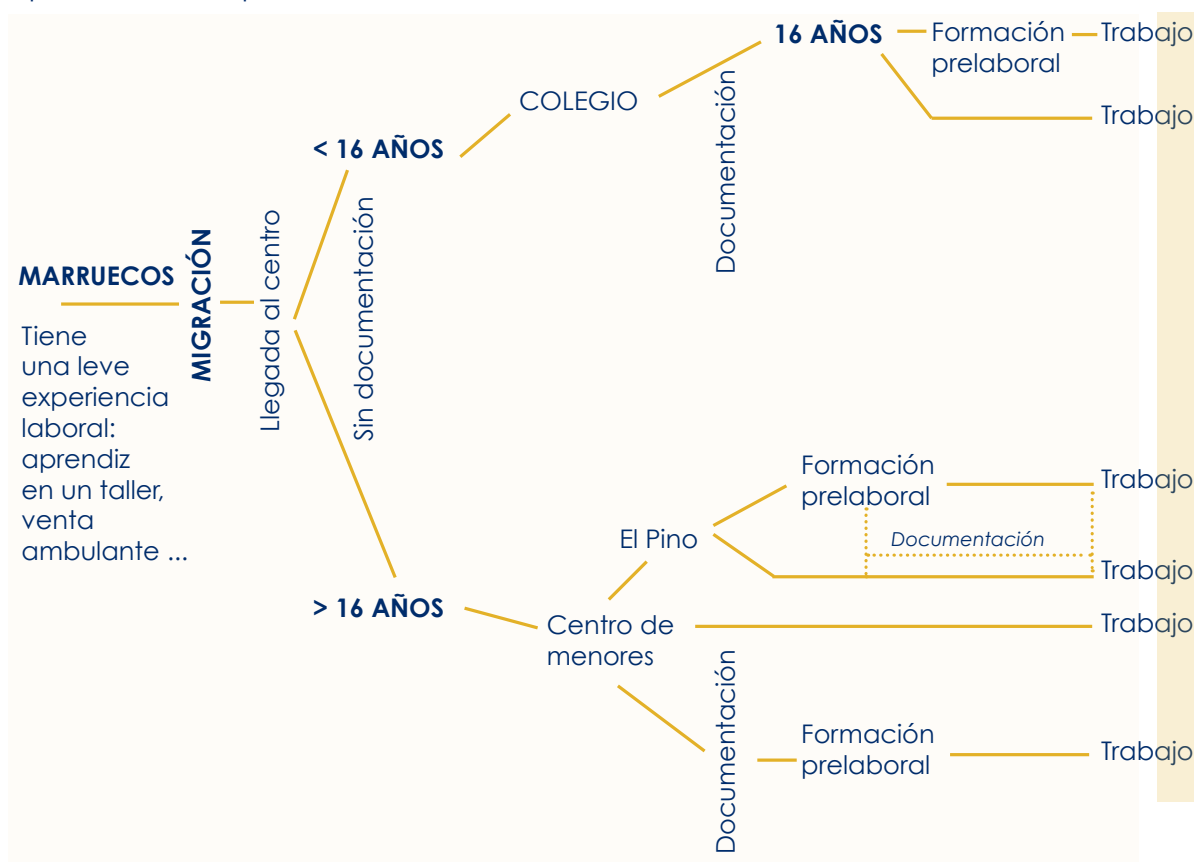 16 AÑOS
Formación
prelaboral
Trabajo
Trabajo
COLEGIO
Documentación
< 16 AÑOS
MARRUECOS
MIGRACIÓN
Llegada al centro
Sin documentación
Tiene
una leve
experiencia
laboral:
aprendiz
en un taller,
venta
ambulante ...
> 16 AÑOS
El Pino
Formación
prelaboral
Trabajo
Documentación
Trabajo
Centro de
menores
Trabajo
Documentación
Formación
prelaboral
Trabajo